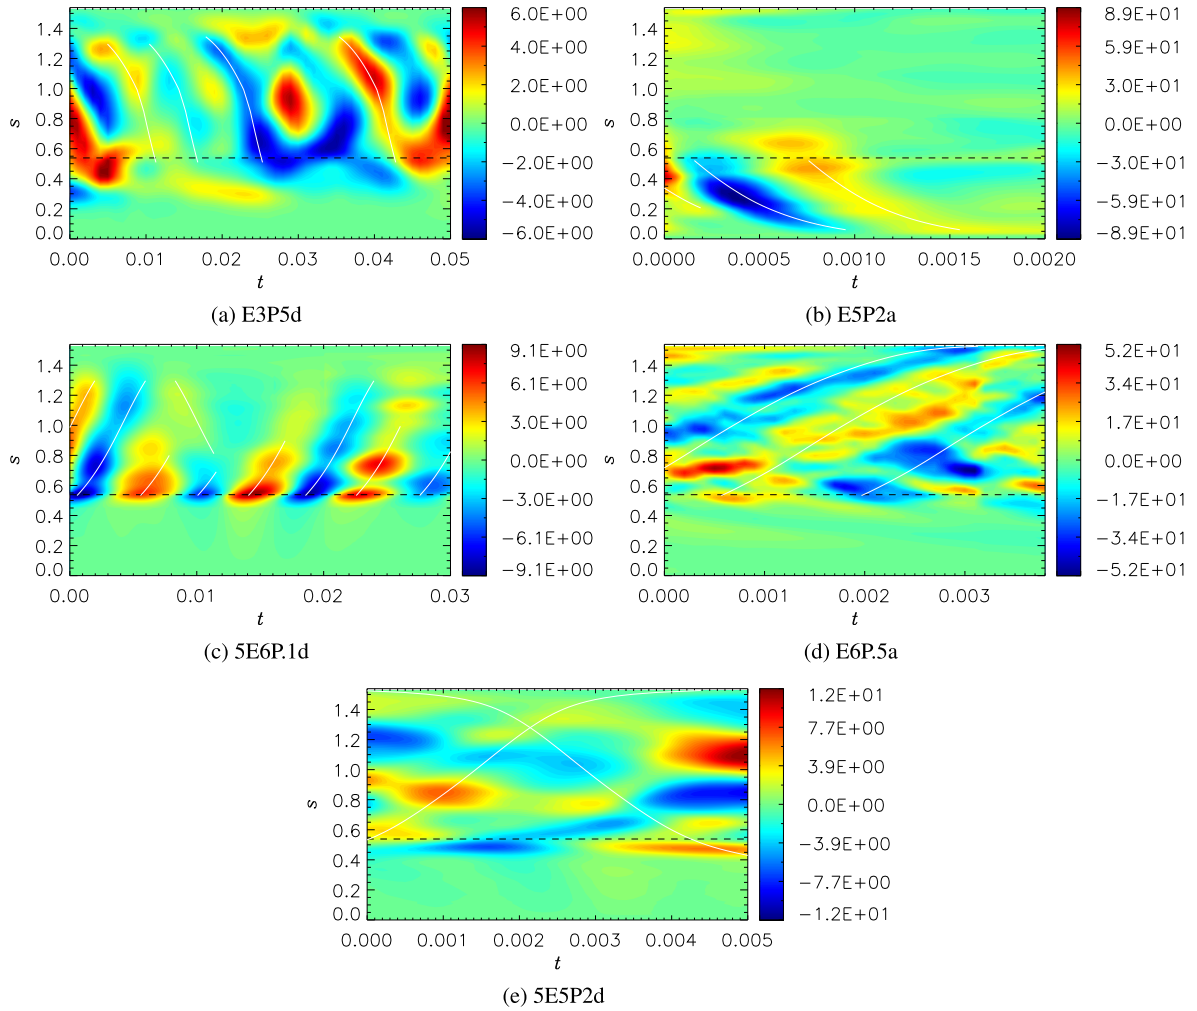 1.4
1.2
1.0
0.8
0.6
0.4
0.2
0.0
s
0.00 0.01 0.02 0.03 0.04 0.05
t
6.0E+00
4.0E+00
2.0E+00
0.0E+00
−2.0E+00
−4.0E+00
−6.0E+00
(a) E3P5d
1.4
1.2
1.0
0.8
0.6
0.4
0.2
0.0
s
0.0000 0.0005 0.0010 0.0015 0.0020
t
8.9E+01
5.9E+01
3.0E+01
0.0E+00
−3.0E+01
−5.9E+01
−8.9E+01
(b) E5P2a
1.4
1.2
1.0
0.8
0.6
0.4
0.2
0.0
s
0.00 0.01 0.02 0.03
t
9.1E+00
6.1E+00
3.0E+00
0.0E+00
−3.0E+00
−6.1E+00
−9.1E+00
(c) 5E6P.1d
1.4
1.2
1.0
0.8
0.6
0.4
0.2
0.0
s
0.000 0.001 0.002 0.003
t
5.2E+01
3.4E+01
1.7E+01
0.0E+00
−1.7E+01
−3.4E+01
−5.2E+01
(d) E6P.5a
1.4
1.2
1.0
0.8
0.6
0.4
0.2
0.0
s
0.000 0.001 0.002 0.003 0.004 0.005
t
1.2E+01
7.7E+00
3.9E+00
0.0E+00
−3.9E+00
−7.7E+00
−1.2E+01
(e) 5E5P2d